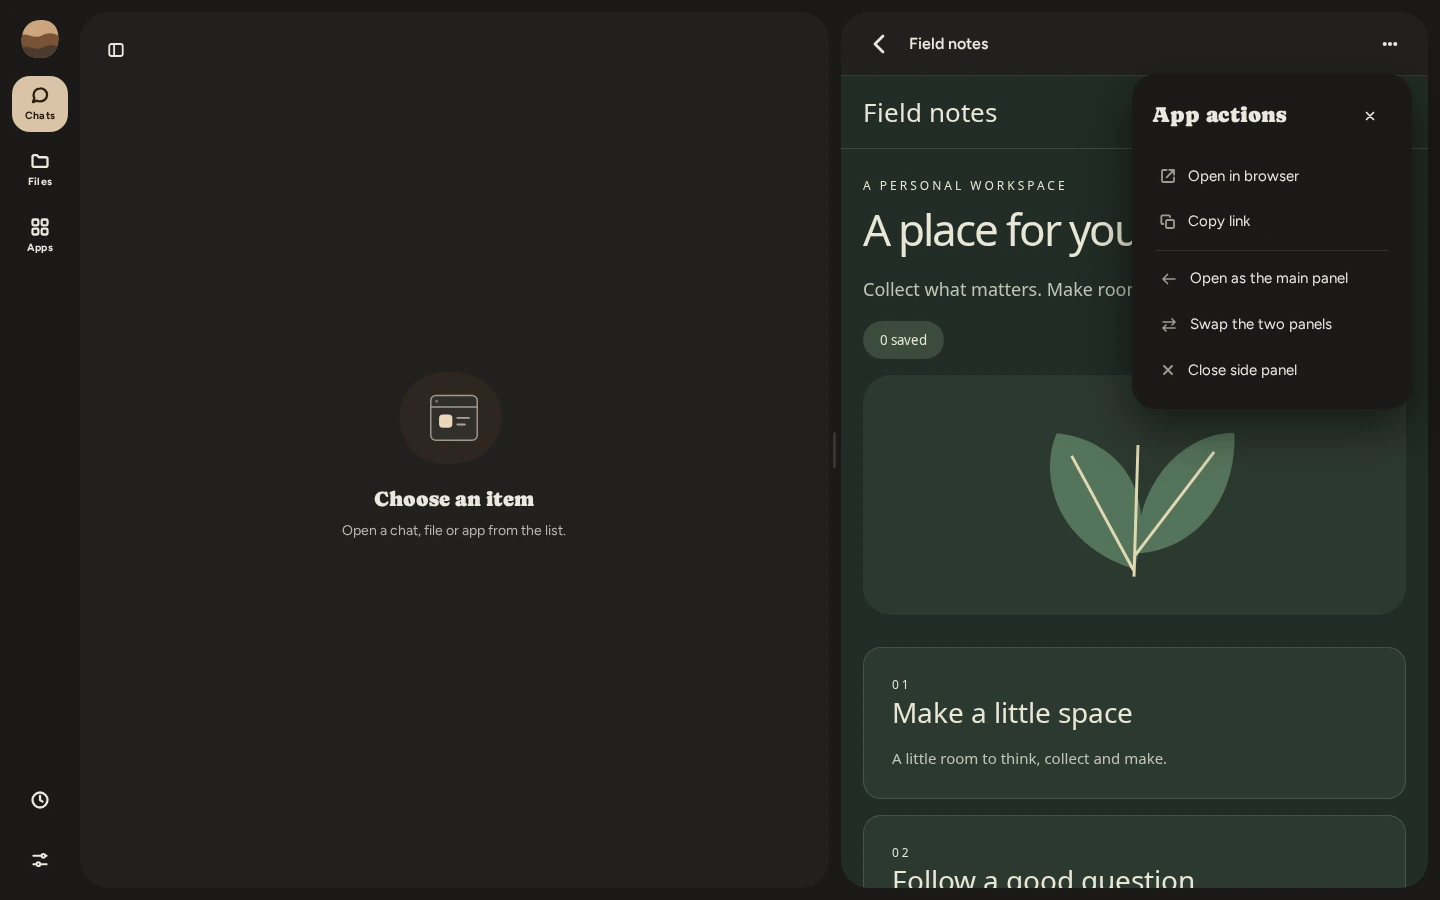 Chats
Files
Apps
Choose an item
Open a chat, file or app from the list.
Field notes
Field notes
A PERSONAL WORKSPACE
A place for you
Collect what matters. Make
0 saved
App actions
Open in browser
Copy link
Open as the main panel
Swap the two panels
Close side panel
01
Make a little space
A little room to think, collect and make.
02
Follow a good question